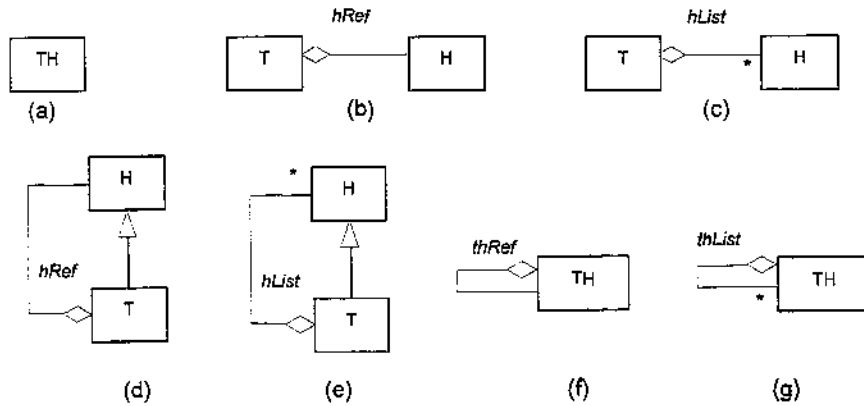 TH
(a)
hRef
T
H
(b)
hList
T
*
H
(c)
H
hRef
T
(d)
*
H
hList
T
(e)
thRef
TH
(f)
thList
TH
*
(g)